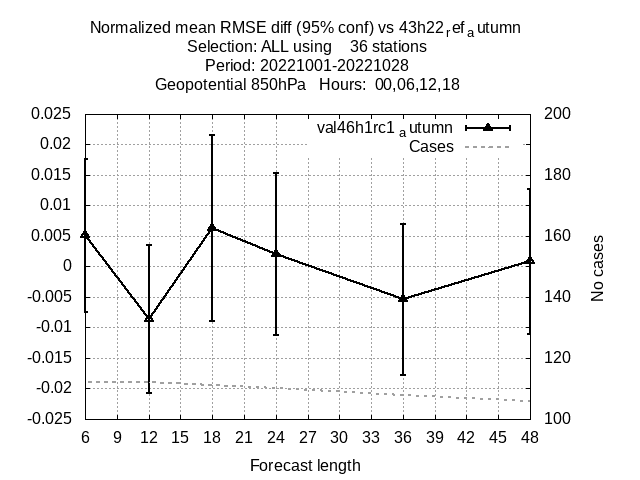 Normalized mean RMSE diff (95% conf) vs 43h22refautumn
Selection: ALL using    36 stations
Period: 20221001-20221028
Geopotential 850hPa   Hours:  00,06,12,18
val46h1rc1autumn
Cases
0.025
0.02
0.015
0.01
0.005
0
-0.005
-0.01
-0.015
-0.02
-0.025
200
180
160
140
120
100
No cases
6 9 12 15 18 21 24 27 30 33 36 39 42 45 48
Forecast length